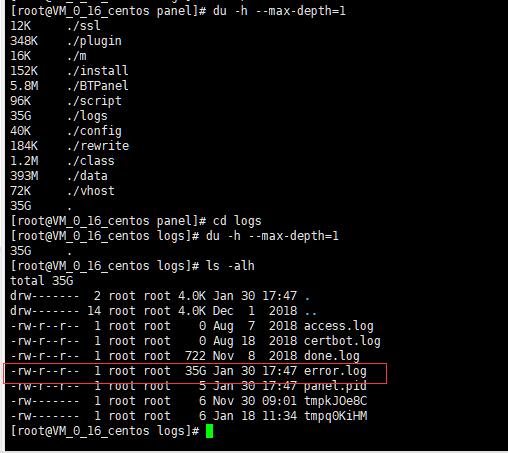 [root@VM_0_16_centos panel]# du -h --max-depth=1
12K ./ssl
348K ./plugin
16K ./m
152K ./install
5.8M ./BTPanel
96K ./script
35G ./logs
40K ./config
184K ./rewrite
1.2M ./class
393M ./data
72K ./vhost
35G .
[root@VM_0_16_centos panel]# cd logs
[root@VM_0_16_centos logs]# du -h --max-depth=1
35G .
[root@VM_0_16_centos logs]# ls -alh
total 35G
drw------- 2 root root 4.0K Jan 30 17:47 .
drw------- 14 root root 4.0K Dec 1 2018 ..
-rw-r--r-- 1 root root 0 Aug 7 2018 access.log
-rw-r--r-- 1 root root 0 Aug 18 2018 certbot.log
-rw-r--r-- 1 root root 722 Nov 8 2018 done.log
-rw-r--r-- 1 root root 35G Jan 30 17:47 error.log
-rw-r--r-- 1 root root 5 Jan 30 17:47 panel.pid
-rw------- 1 root root 6 Nov 30 09:01 tmpkJOe8C
-rw------- 1 root root 6 Jan 18 11:34 tmpq0KiHM
[root@VM_0_16_centos logs]#